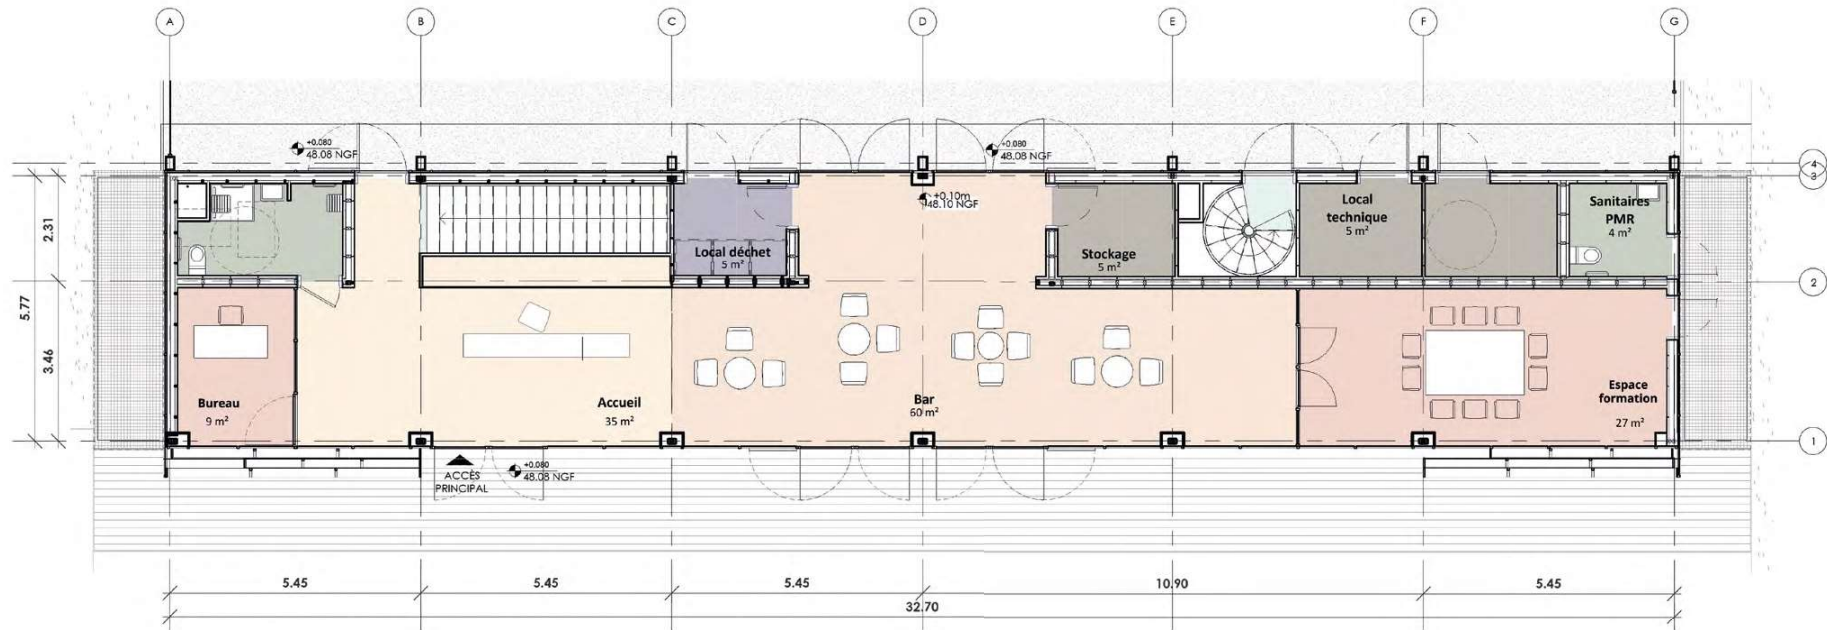 A B C D E F G
+0.080
48.08 NGF
+0.080
48.08 NGF
4
3
+0.10m
48.10 NGF
Local
technique
5 m²
Sanitaires
PMR
4 m²
2.31
Local déchet
5 m²
Stockage
5 m²
2
5.77
3.46
Bureau
9 m²
Accueil
35 m²
Bar
60 m²
Espace
formation
27 m²
1
ACCÈS
PRINCIPAL
+0.080
48.08 NGF
5.45 5.45 5.45 10.90 5.45
32.70